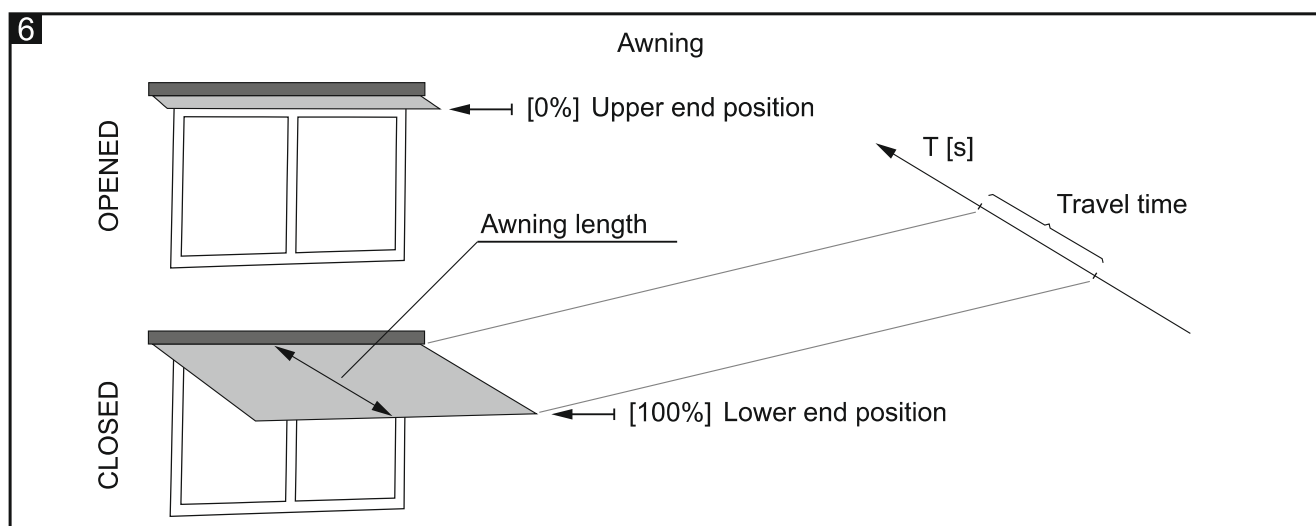 6
Awning
OPENED
[0%] Upper end position
T [s]
Travel time
Awning length
CLOSED
[100%] Lower end position